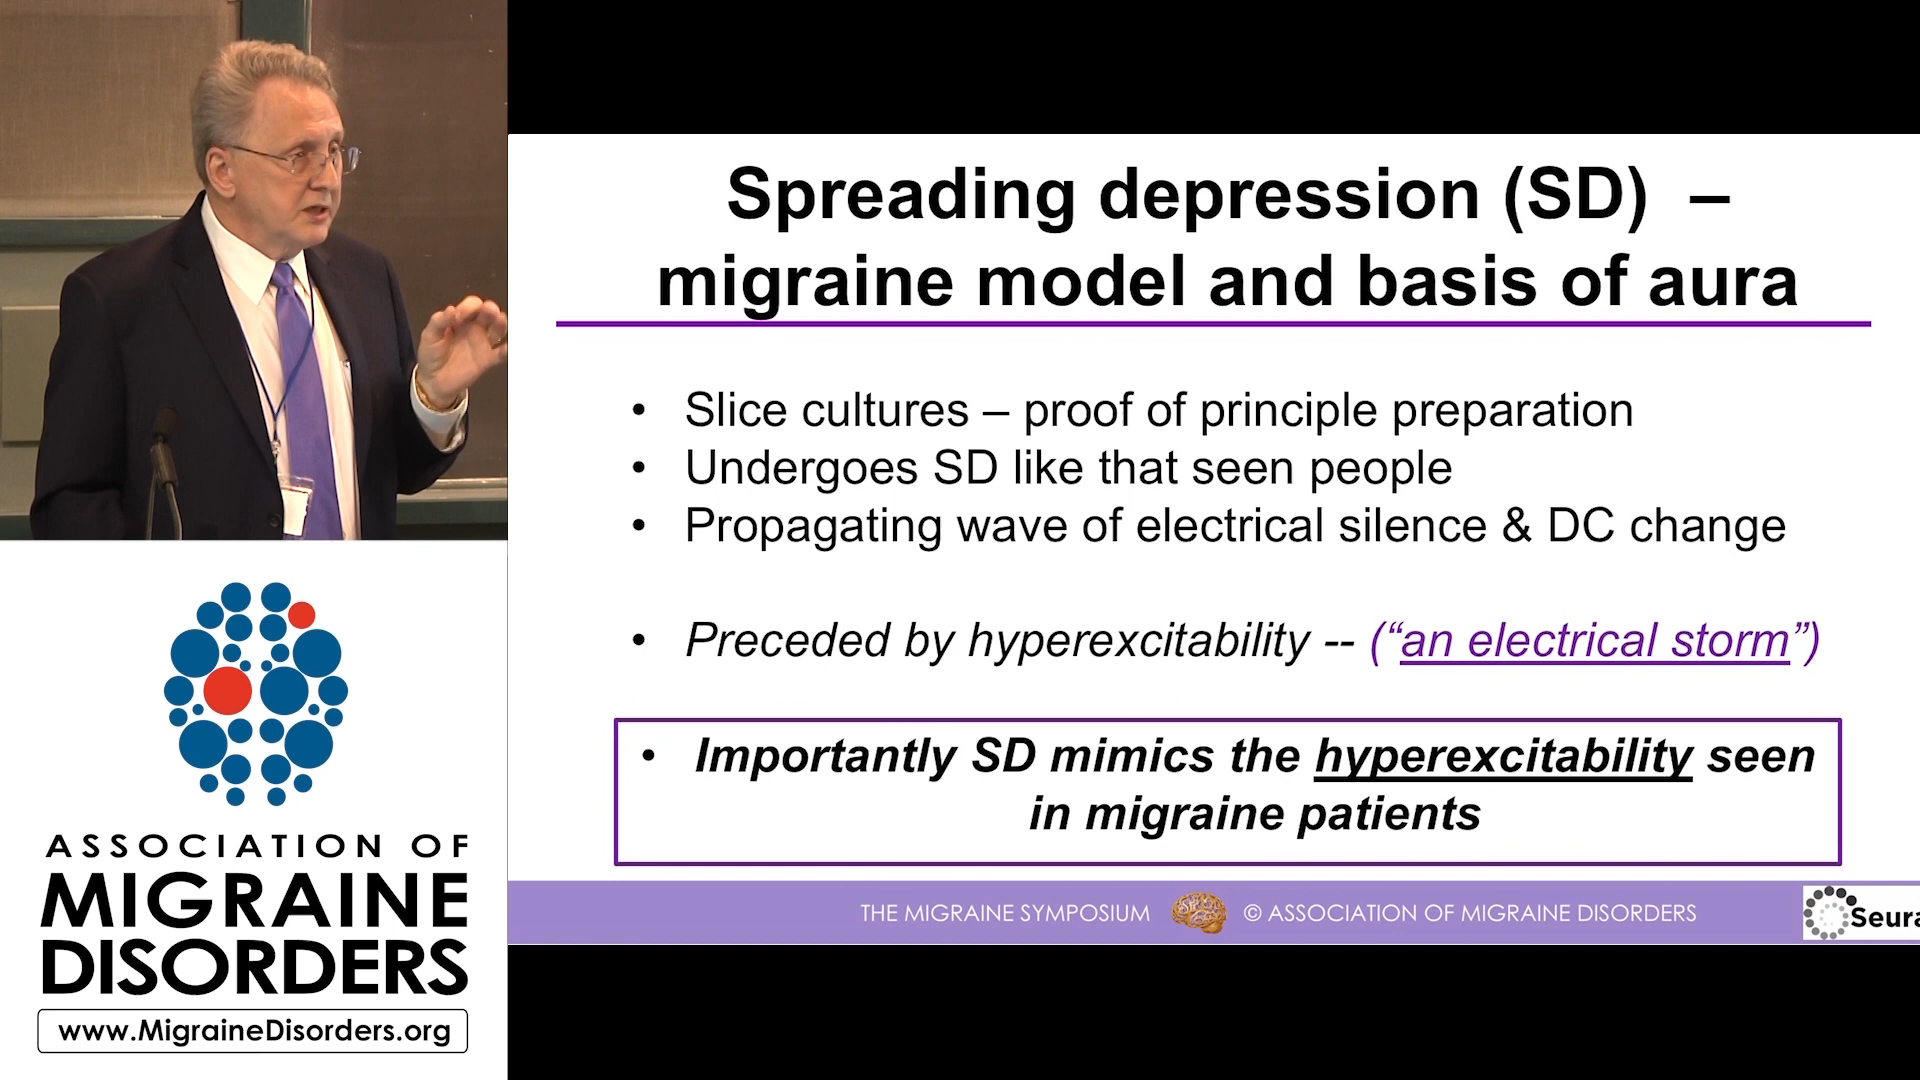 Spreading depression (SD) –
migraine model and basis of aura
• Slice cultures – proof of principle preparation
• Undergoes SD like that seen people
• Propagating wave of electrical silence & DC change
• Preceded by hyperexcitability -- (“an electrical storm”)
• Importantly SD mimics the hyperexcitability seen
in migraine patients
THE MIGRAINE SYMPOSIUM © ASSOCIATION OF MIGRAINE DISORDERS
ASSOCIATION OF
MIGRAINE
DISORDERS
www.MigraineDisorders.org